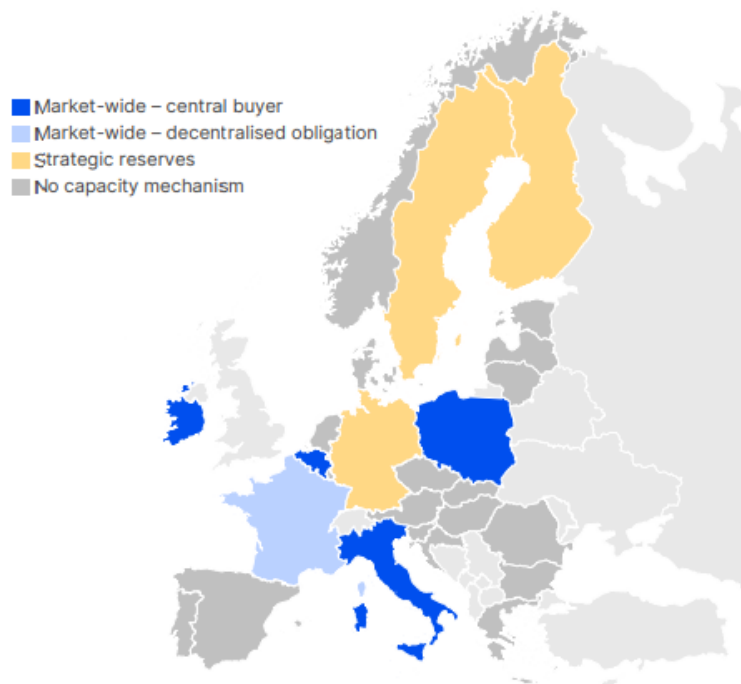 Market-wide – central buyer
Market-wide – decentralised obligation
Strategic reserves
No capacity mechanism